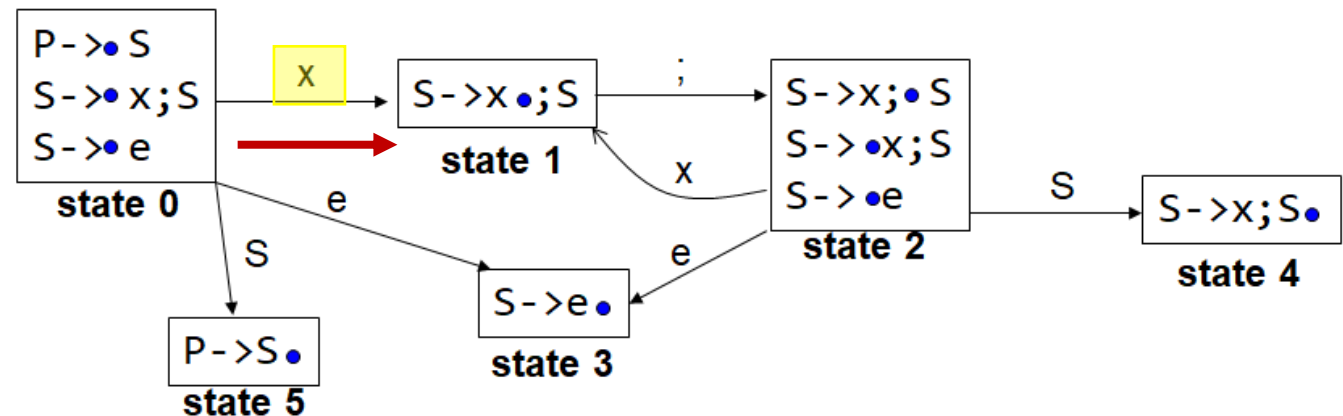 P->• S
S->• x;S
S->• e
state 0
x
S->x •;S
state 1
;
S->x;• S
S-> •x;S
S-> •e
state 2
x
e
S
S->x;S•
state 4
e
S
S->e•
state 3
P->S•
state 5